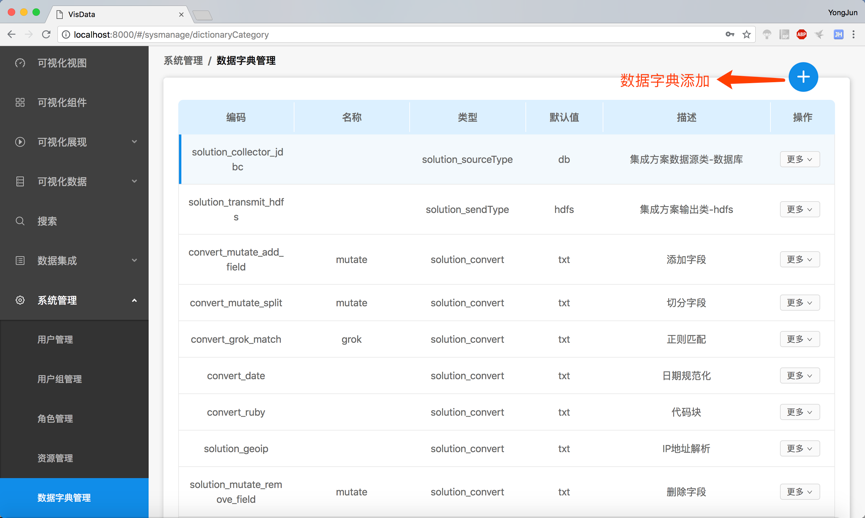 VisData
YongJun
localhost:8000/#/sysmanage/dictionaryCategory
ABP
JH
可视化视图
可视化组件
可视化展现
可视化数据
搜索
数据集成
系统管理
用户管理
用户组管理
角色管理
资源管理
数据字典管理
系统管理 / 数据字典管理
数据字典添加
编码 名称 类型 默认值 描述 操作
solution_collector_jd
bc solution_sourceType db 集成方案数据源类-数据库 更多
solution_transmit_hdf
s solution_sendType hdfs 集成方案输出类-hdfs 更多
convert_mutate_add_
field mutate solution_convert txt 添加字段 更多
convert_mutate_split mutate solution_convert txt 切分字段 更多
convert_grok_match grok solution_convert txt 正则匹配 更多
convert_date solution_convert txt 日期规范化 更多
convert_ruby solution_convert txt 代码块 更多
solution_geoip solution_convert txt IP地址解析 更多
solution_mutate_rem
ove_field mutate solution_convert txt 删除字段 更多